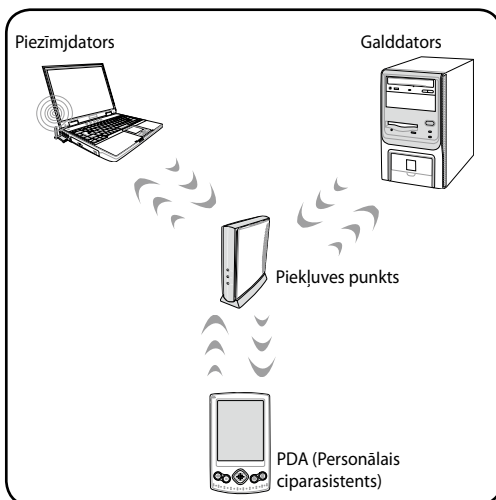 Piezīmjdators
Galddators
Piekļuves punkts
PDA (Personālais
ciparasistents)